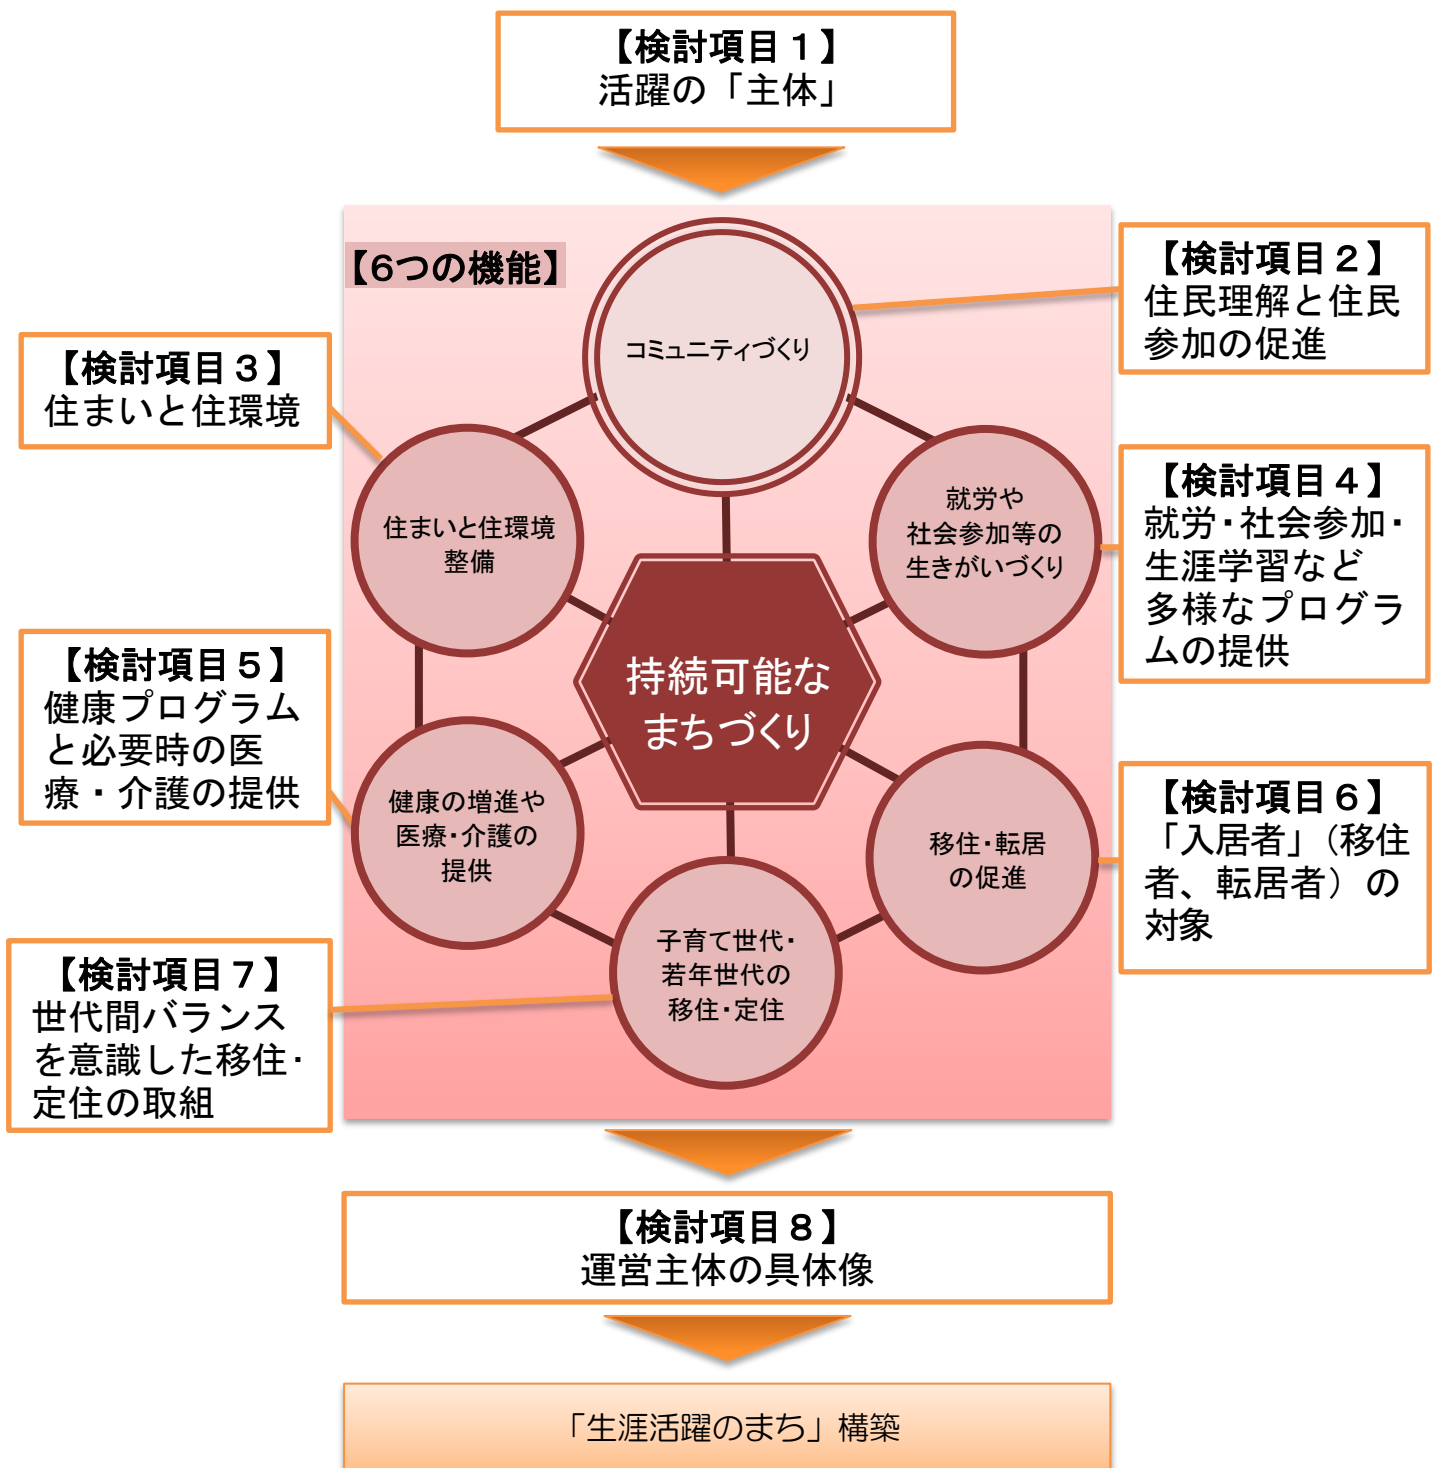 【検討項目１】
活躍の「主体」
【6つの機能】
コミュニティづくり
【検討項目２】
住民理解と住民
参加の促進
【検討項目３】
住まいと住環境
住まいと住環境
整備
就労や
社会参加等の
生きがいづくり
【検討項目４】
就労・社会参加・
生涯学習など
多様なプログラ
ムの提供
持続可能な
まちづくり
【検討項目５】
健康プログラム
と必要時の医
療・介護の提供
健康の増進や
医療・介護の
提供
移住・転居
の促進
【検討項目６】
「入居者」（移住
者、転居者）の
対象
子育て世代・
若年世代の
移住・定住
【検討項目７】
世代間バランス
を意識した移住・
定住の取組
【検討項目８】
運営主体の具体像
「生涯活躍のまち」構築